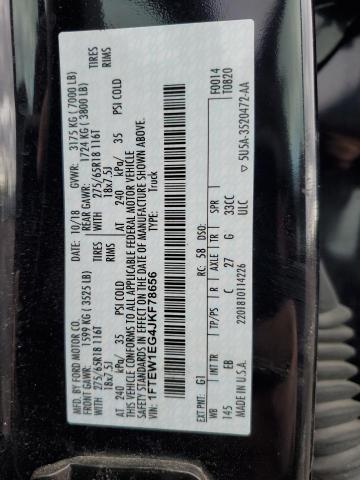 MFD. BY FORD MOTOR CO.
DATE: 10/18 GVWR: 3175 KG ( 7000 LB)
FRONT GAWR: 1599 KG ( 3525 LB) REAR GAWR: 1724 KG ( 3800 LB)
WITH 275/65R18 116T TIRES WITH 275/65R18 116T TIRES
18x7.5J RIMS 18x7.5J RIMS
AT 240 kPa/ 35 PSI COLD AT 240 kPa/ 35 PSI COLD
THIS VEHICLE CONFORMS TO ALL APPLICABLE FEDERAL MOTOR VEHICLE
SAFETY AND THEFT PREVENTION STANDARDS IN EFFECT ON THE DATE OF
MANUFACTURE SHOWN ABOVE.
VIN: 1FTEW1EG4JKF78656
TYPE: Truck
F0014
T0820
EXT PNT: G1 RC: 58 DSO:
WB INT TR TP/PS R AXLE TR SPR
145 EB C 27 G 33CC
MADE IN U.S.A. 2201810114226 ULC
5U5A-3520472-AA